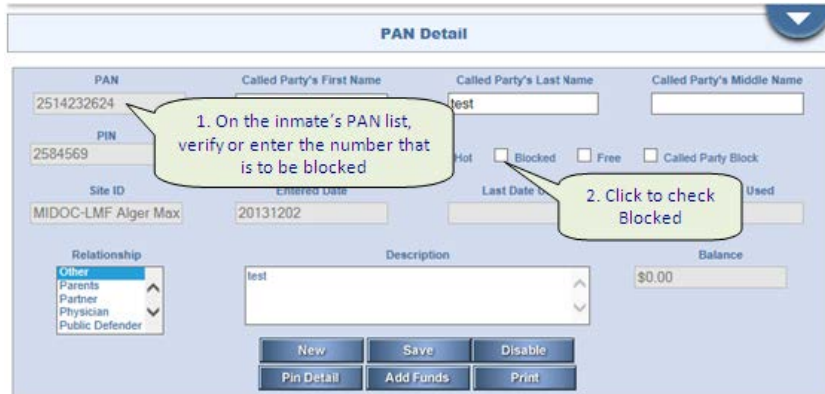 PAN Detail
PAN Called Party's First Name Called Party's Last Name Called Party's Middle Name
2514232624 test
1. On the inmate's PAN list,
verify or enter the number that
is to be blocked
PIN
2584569 Hot Blocked Free Called Party Block
2. Click to check
Blocked
Site ID Entered Date Last Date Used
MIDOC-LMF Alger Max 20131202
Relationship Description Balance
Other test $0.00
Parents
Partner
Physician
Public Defender
New Save Disable
Pin Detail Add Funds Print